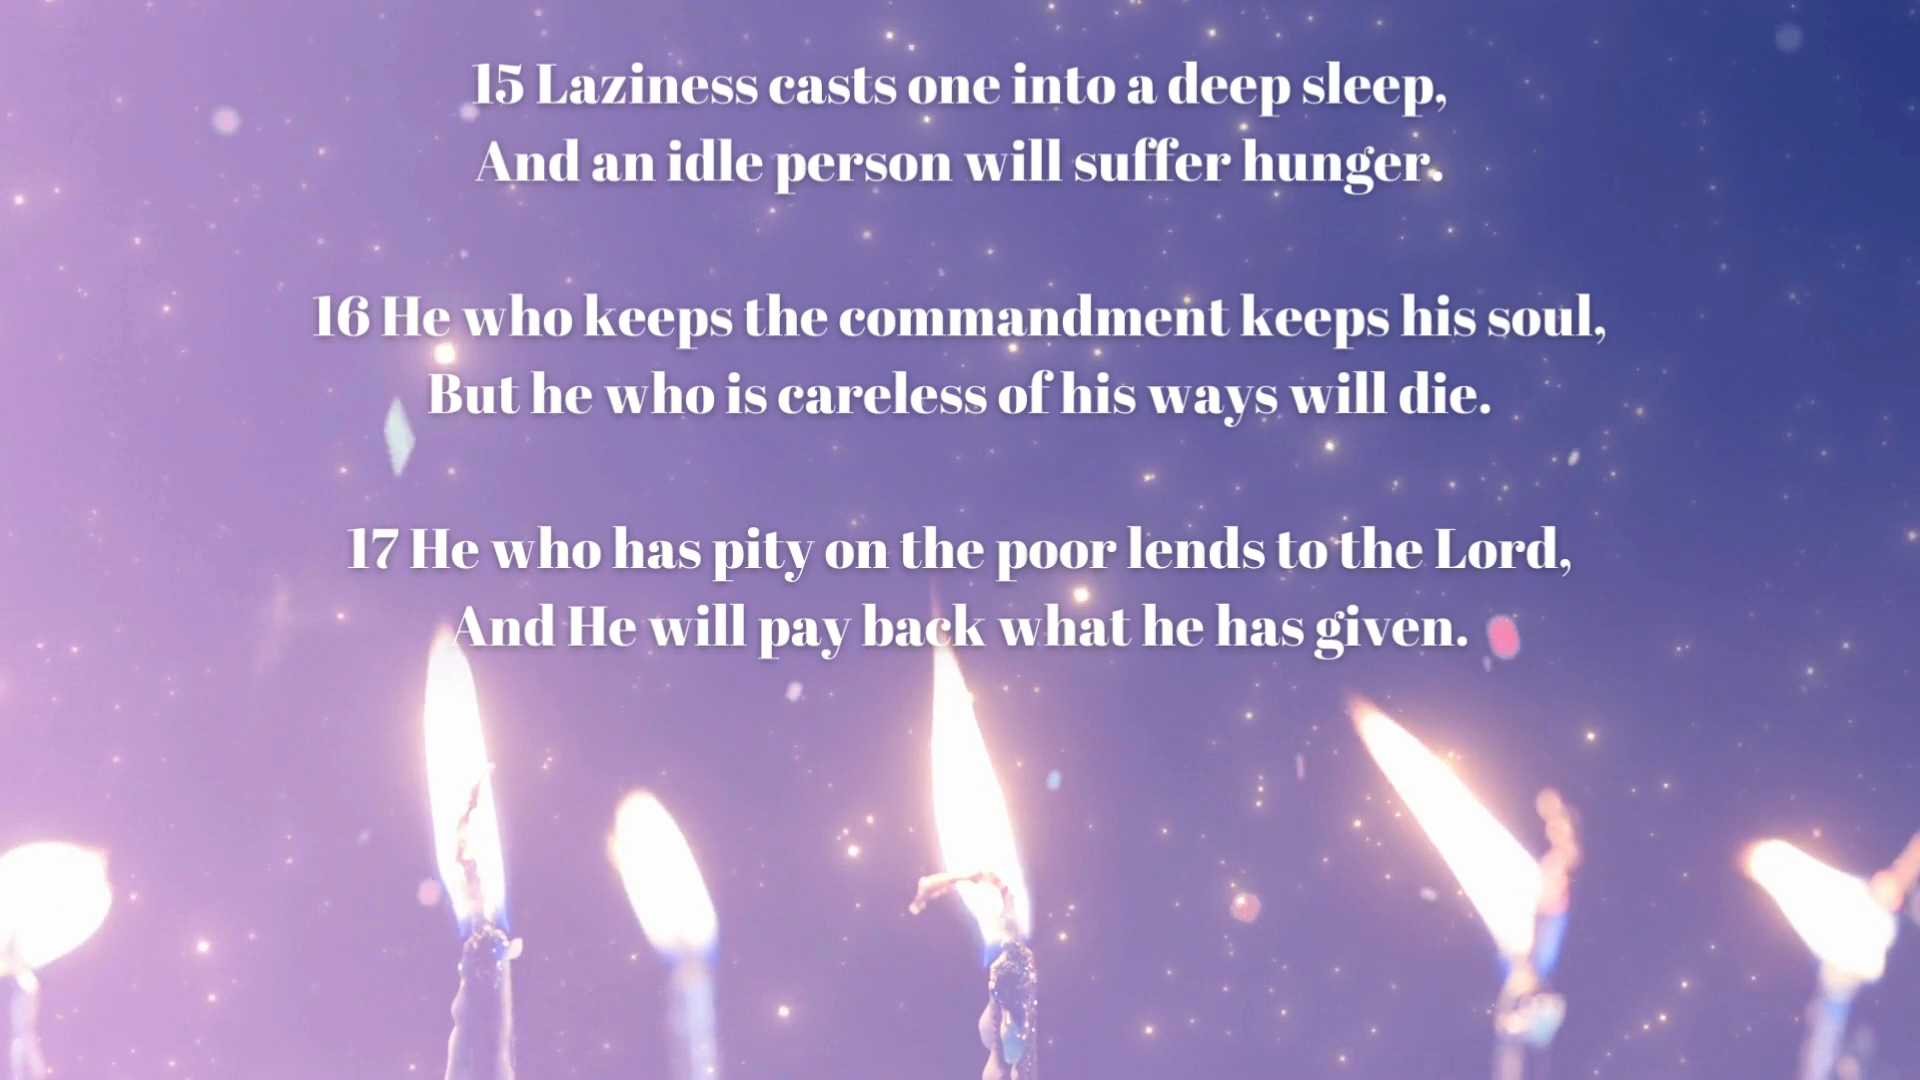 15 Laziness casts one into a deep sleep,
And an idle person will suffer hunger.
16 He who keeps the commandment keeps his soul,
But he who is careless of his ways will die.
17 He who has pity on the poor lends to the Lord,
And He will pay back what he has given.